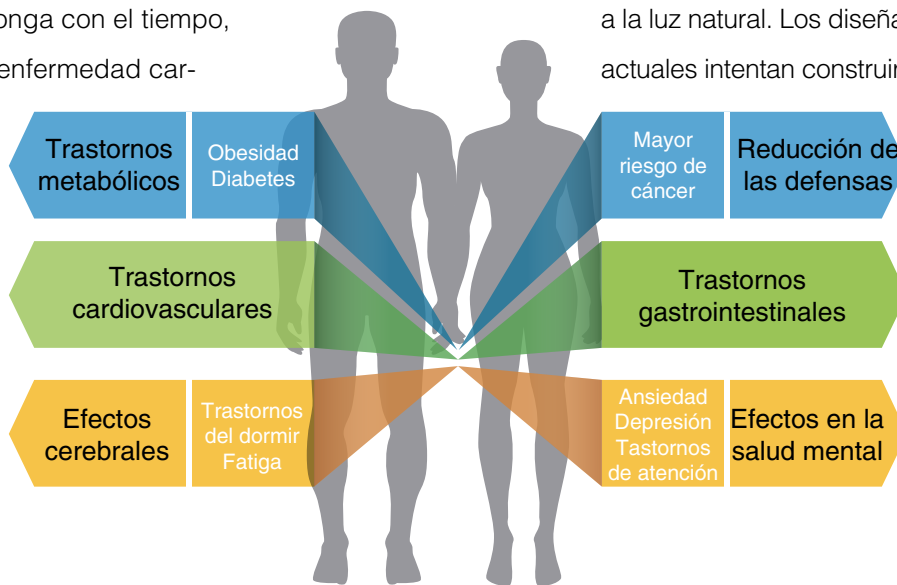 onga con el tiempo,
enfermedad car-
a la luz natural. Los diseña
actuales intentan construir
Trastornos
metabólicos
Obesidad
Diabetes
Mayor
riesgo de
cáncer
Reducción de
las defensas
Trastornos
cardiovasculares
Trastornos
gastrointestinales
Efectos
cerebrales
Trastornos
del dormir
Fatiga
Ansiedad
Depresión
Tastornos
de atención
Efectos en la
salud mental